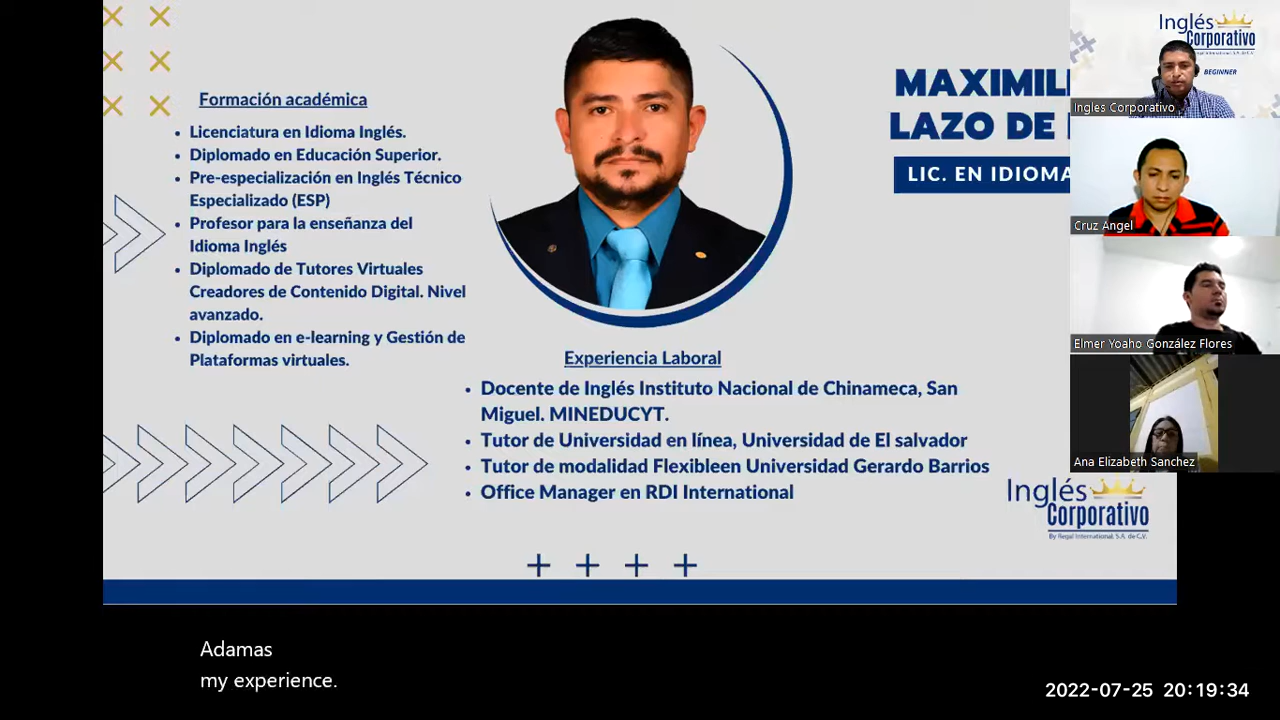 Formación académica
Licenciatura en Idioma Inglés.
Diplomado en Educación Superior.
Pre-especialización en Inglés Técnico
Especializado (ESP)
Profesor para la enseñanza del
Idioma Inglés
Diplomado de Tutores Virtuales
Creadores de Contenido Digital. Nivel
avanzado.
Diplomado en e-learning y Gestión de
Plataformas virtuales.
LAZO DE
LIC. EN IDIOMA
Experiencia Laboral
Docente de Inglés Instituto Nacional de Chinameca, San
Miguel. MINEDUCYT.
Tutor de Universidad en línea, Universidad de El salvador
Tutor de modalidad Flexibleen Universidad Gerardo Barrios
Office Manager en RDI International
Inglés
Corporativo
By Regal International, S.A. de C.V.
Inglés
Corporativo
BEGINNER
Ingles Corporativo
Cruz Angel
Elmer Yoaho González Flores
Ana Elizabeth Sanchez
Adamas
my experience.
2022-07-25 20:19:34